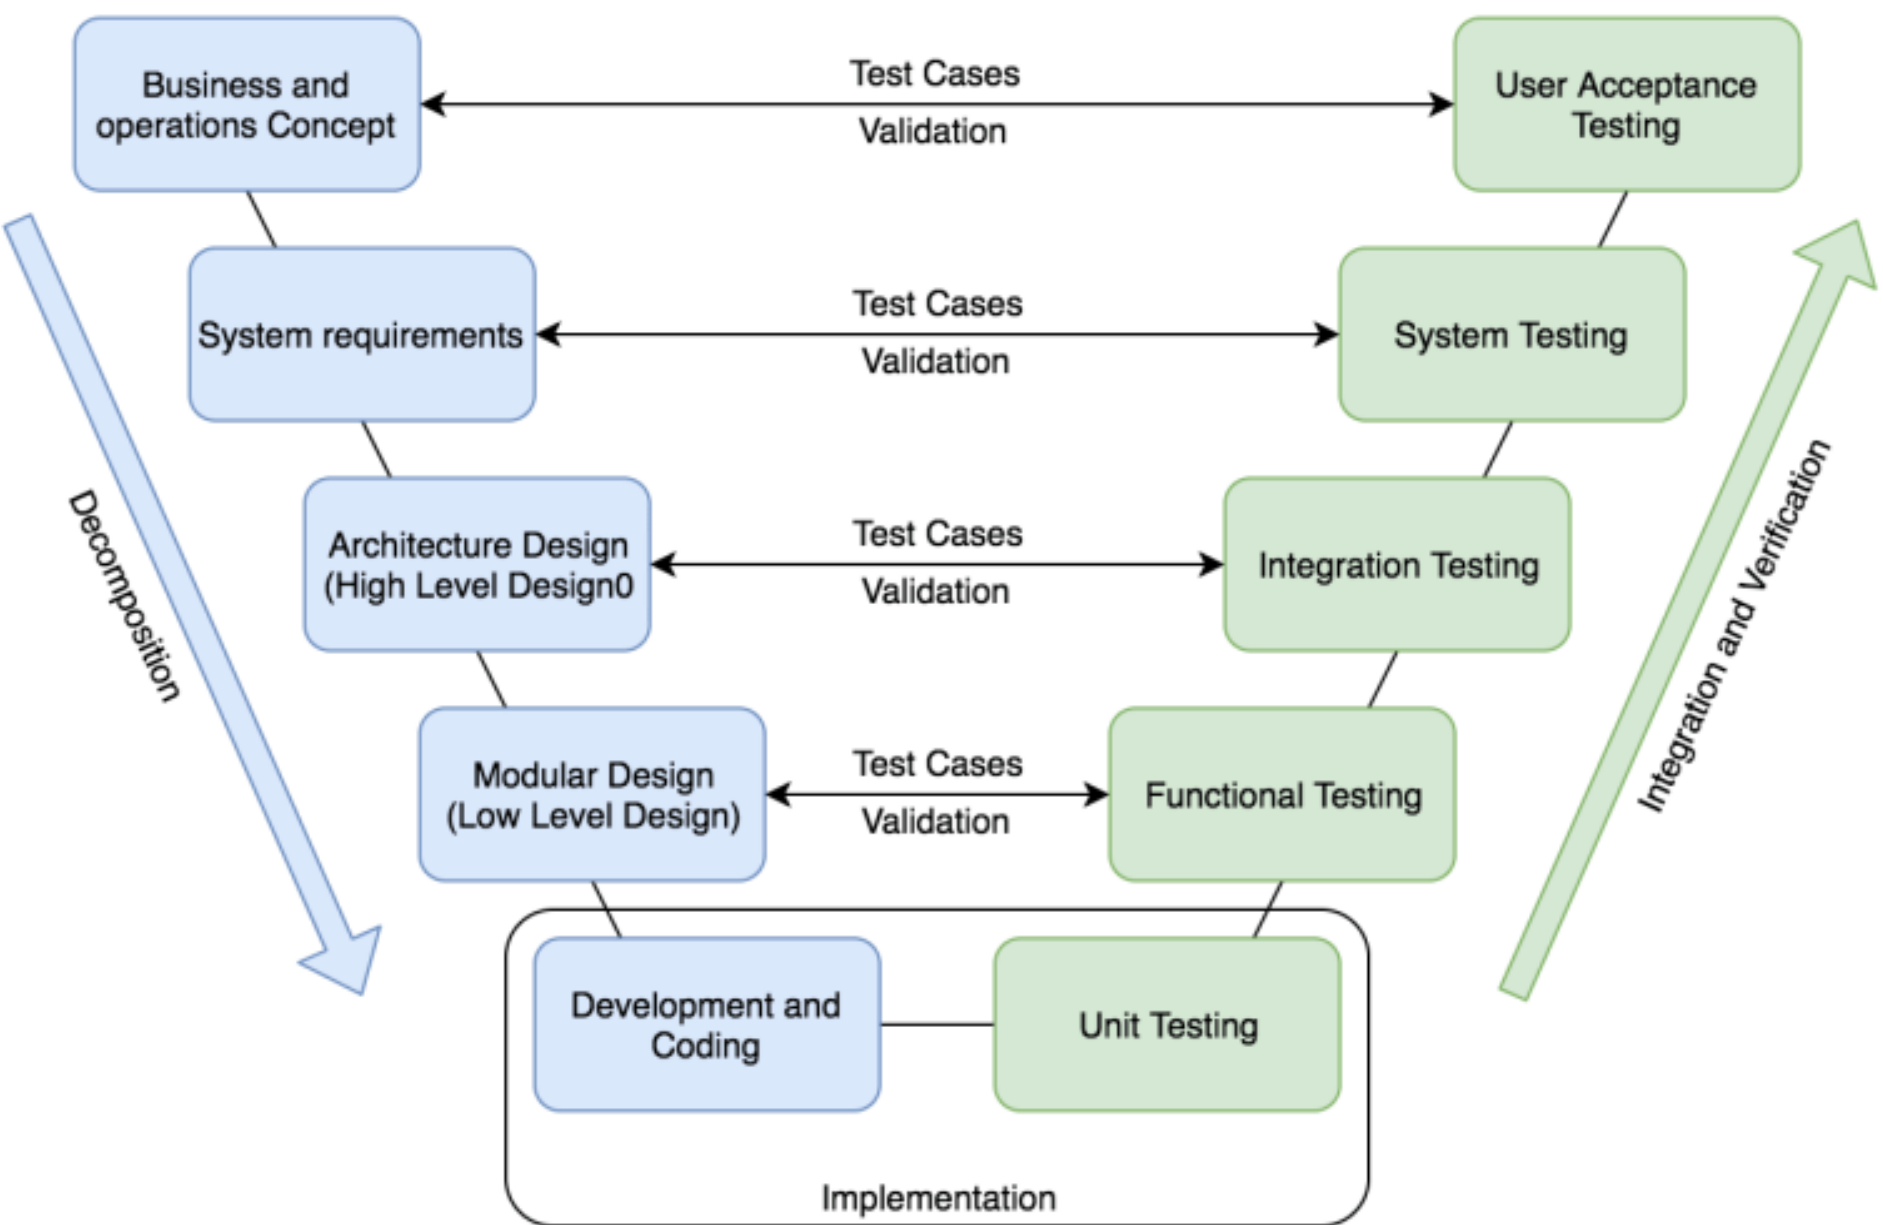 Business and
operations Concept
Test Cases
Validation
User Acceptance
Testing
System requirements
Test Cases
Validation
System Testing
Decomposition
Architecture Design
(High Level Design0
Test Cases
Validation
Integration Testing
Integration and Verification
Modular Design
(Low Level Design)
Test Cases
Validation
Functional Testing
Development and
Coding
Unit Testing
Implementation